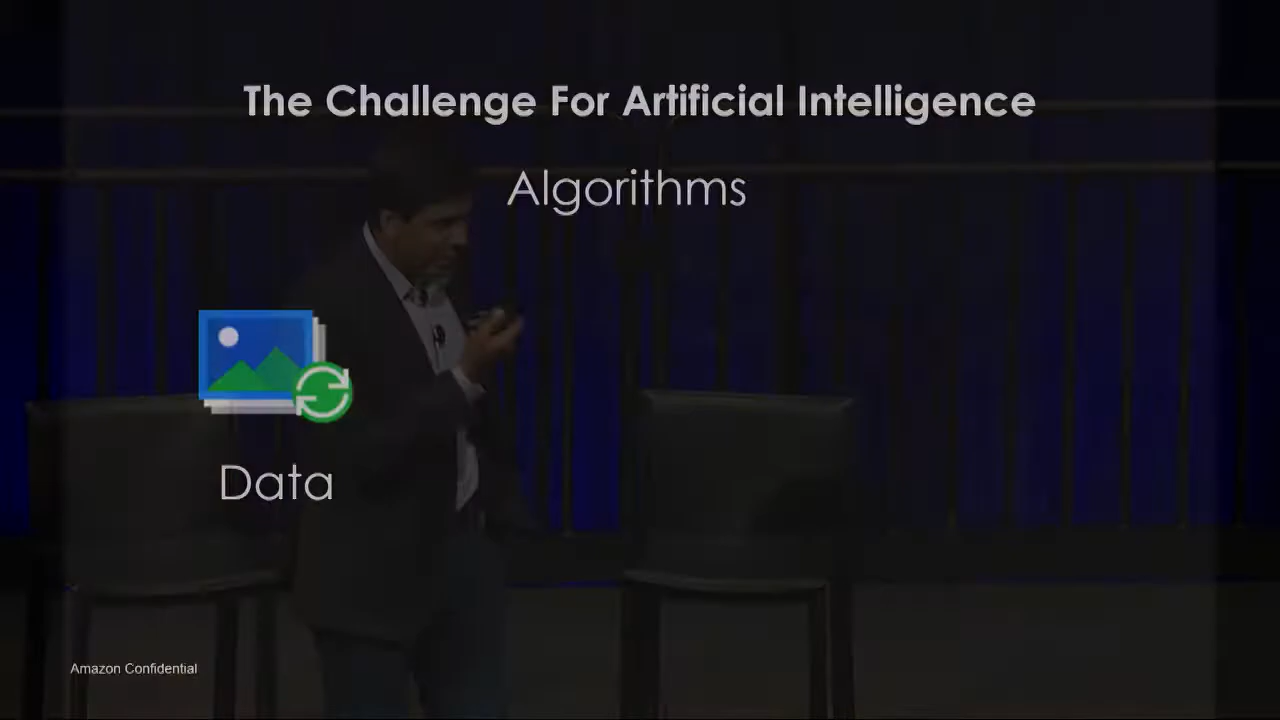 The Challenge For Artificial Intelligence
Algorithms
Data
Amazon Confidential